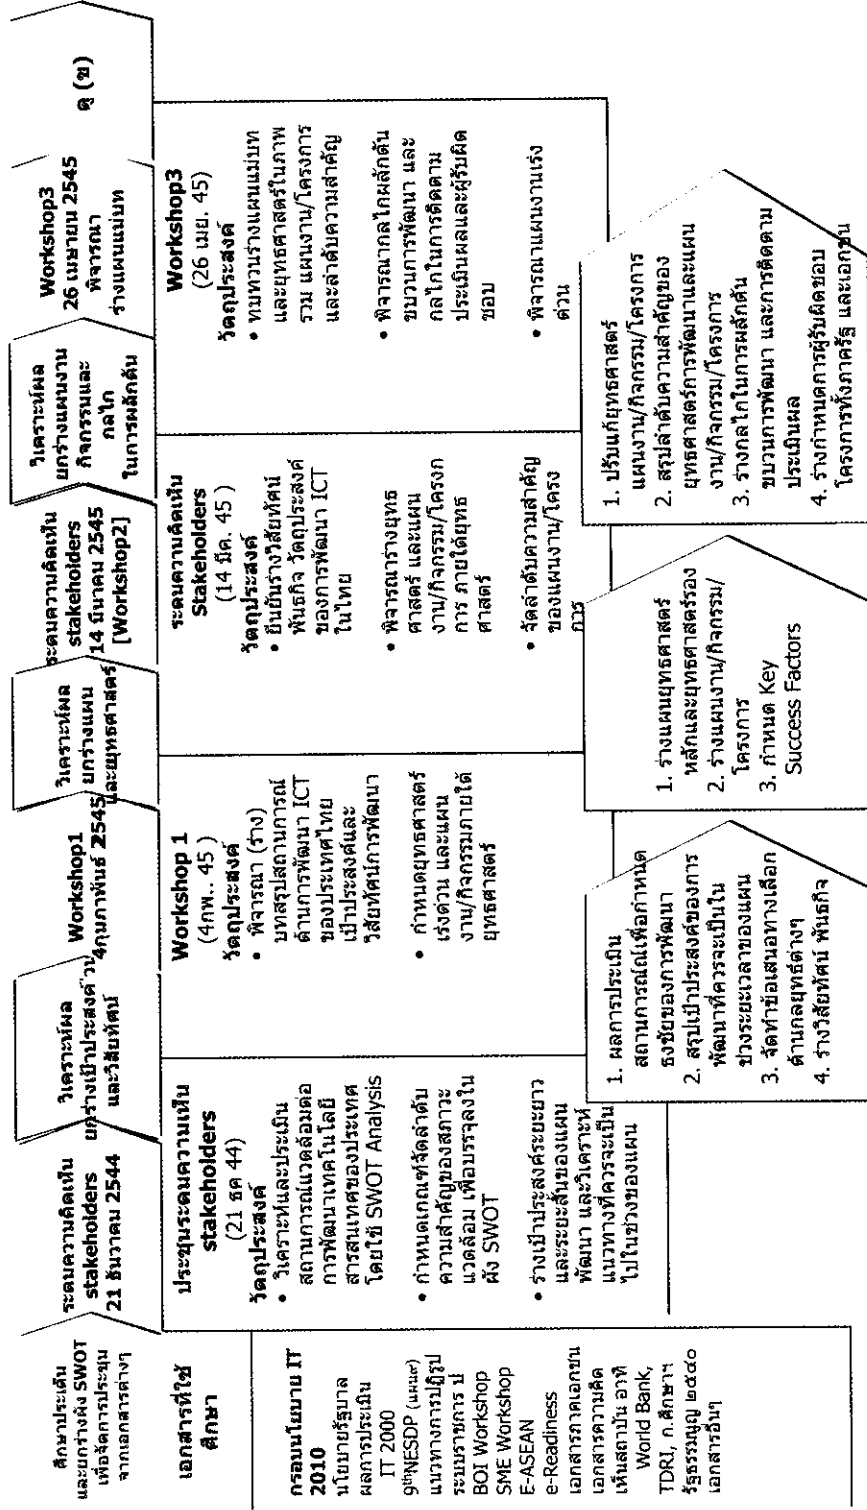 ศึกษาประเด็น
และยกร่างผัง SWOT
เพื่อจัดการประชุม
จากเอกสารต่างๆ
ระดมความคิดเห็น
stakeholders
21 ธันวาคม 2544
วิเคราะห์ผล
ยกร่างเป้าประสงค์
และวิสัยทัศน์
Workshop1
4กุมภาพันธ์ 2545
วิเคราะห์ผล
ยกร่างแผน
และยุทธศาสตร์
ระดมความคิดเห็น
stakeholders
14 มีนาคม 2545
[Workshop2]
วิเคราะห์ผล
ยกร่างแผนงาน
กิจกรรมและ
กลไก
ในการผลักดัน
Workshop3
26 เมษายน 2545
พิจารณา
ร่างแผนแม่บท
ดู (ข)
เอกสารที่ใช้
ศึกษา
กรอบนโยบาย IT
2010
นโยบายรัฐบาล
ผลการประเมิน
IT 2000
9thNESDP (แผน๙)
แนวทางการปฏิรูป
ระบบราชการ ป
BOI Workshop
SME Workshop
E-ASEAN
e-Readiness
เอกสารภาคเอกชน
เอกสารความคิด
เห็นสถาบัน อาทิ
World Bank,
TDRI, ก.ศึกษาฯ
รัฐธรรมนูญ ๒๕๔๐
เอกสารอื่นๆ
ประชุมระดมความเห็น
stakeholders
(21 ธค 44)
วัตถุประสงค์
• วิเคราะห์และประเมิน
สถานการณ์แวดล้อมต่อ
การพัฒนาเทคโนโลยี
สารสนเทศของประเทศ
โดยใช้ SWOT Analysis
• กำหนดเกณฑ์จัดลำดับ
ความสำคัญของสภาวะ
แวดล้อม เพื่อบรรจุลงใน
ผัง SWOT
• ร่างเป้าประสงค์ระยะยาว
และระยะสั้นของแผน
พัฒนา และวิเคราะห์
แนวทางที่ควรจะเป็น
ไปในช่วงของแผน
Workshop 1
(4กพ.. 45 )
วัตถุประสงค์
• พิจารณา (ร่าง)
บทสรุปสถานการณ์
ด้านการพัฒนา ICT
ของประเทศไทย
เป้าประสงค์และ
วิสัยทัศน์การพัฒนา
• กำหนดยุทธศาสตร์
เร่งด่วน และแผน
งาน/กิจกรรมภายใต้
ยุทธศาสตร์
ระดมความคิดเห็น
Stakeholders
(14 มีค. 45 )
วัตถุประสงค์
• ยืนยันร่างวิสัยทัศน์
พันธกิจ วัตถุประสงค์
ของการพัฒนา ICT
ในไทย
• พิจารณาร่างยุทธ
ศาสตร์ และแผน
งาน/กิจกรรม/โครงก
การ ภายใต้ยุทธ
ศาสตร์
• จัดลำดับความสำคัญ
ของแผนงาน/โครง
การ
Workshop3
(26 เมย. 45)
วัตถุประสงค์
• ทบทวนร่างแผนแม่บท
และยุทธศาสตร์ในภาพ
รวม แผนงาน/โครงการ
และลำดับความสำคัญ
• พิจารณากลไกผลักดัน
ขบวนการพัฒนา และ
กลไกในการติดตาม
ประเมินผลและผู้รับผิด
ชอบ
• พิจารณาแผนงานเร่ง
ด่วน
1. ผลการประเมิน
สถานการณ์เพื่อกำหนด
ธงชัยของการพัฒนา
2. สรุปเป้าประสงค์ของการ
พัฒนาที่ควรจะเป็นใน
ช่วงระยะเวลาของแผน
3. จัดทำข้อเสนอทางเลือก
ด้านกลยุทธ์ต่างๆ
4. ร่างวิสัยทัศน์ พันธกิจ
1. ร่างแผนยุทธศาสตร์
หลักและยุทธศาสตร์รอง
2. ร่างแผนงาน/กิจกรรม/
โครงการ
3. กำหนด Key
Success Factors
1. ปรับแก้ยุทธศาสตร์
แผนงาน/กิจกรรม/โครงการ
2. สรุปลำดับความสำคัญของ
ยุทธศาสตร์การพัฒนาและแผน
งาน/กิจกรรม/โครงการ
3. ร่างกลไกในการผลักดัน
ขบวนการพัฒนา และการติดตาม
ประเมินผล
4. ร่างกำหนดการผู้รับผิดชอบ
โครงการทั้งภาครัฐ และเอกชน